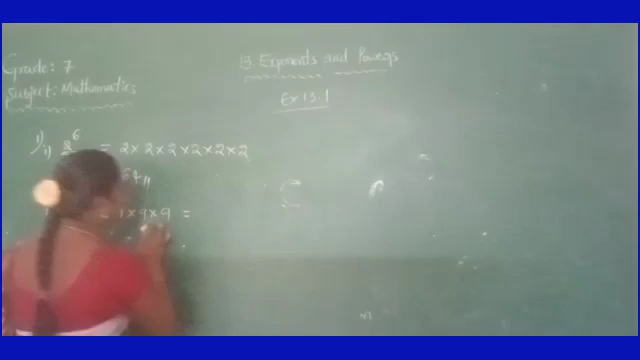 Grade: 7
Subject: Mathematics
13. Exponents and Powers
Ex 13.1
1) i) 2⁶ = 2 × 2 × 2 × 2 × 2 × 2
64
× 9 × 9 =